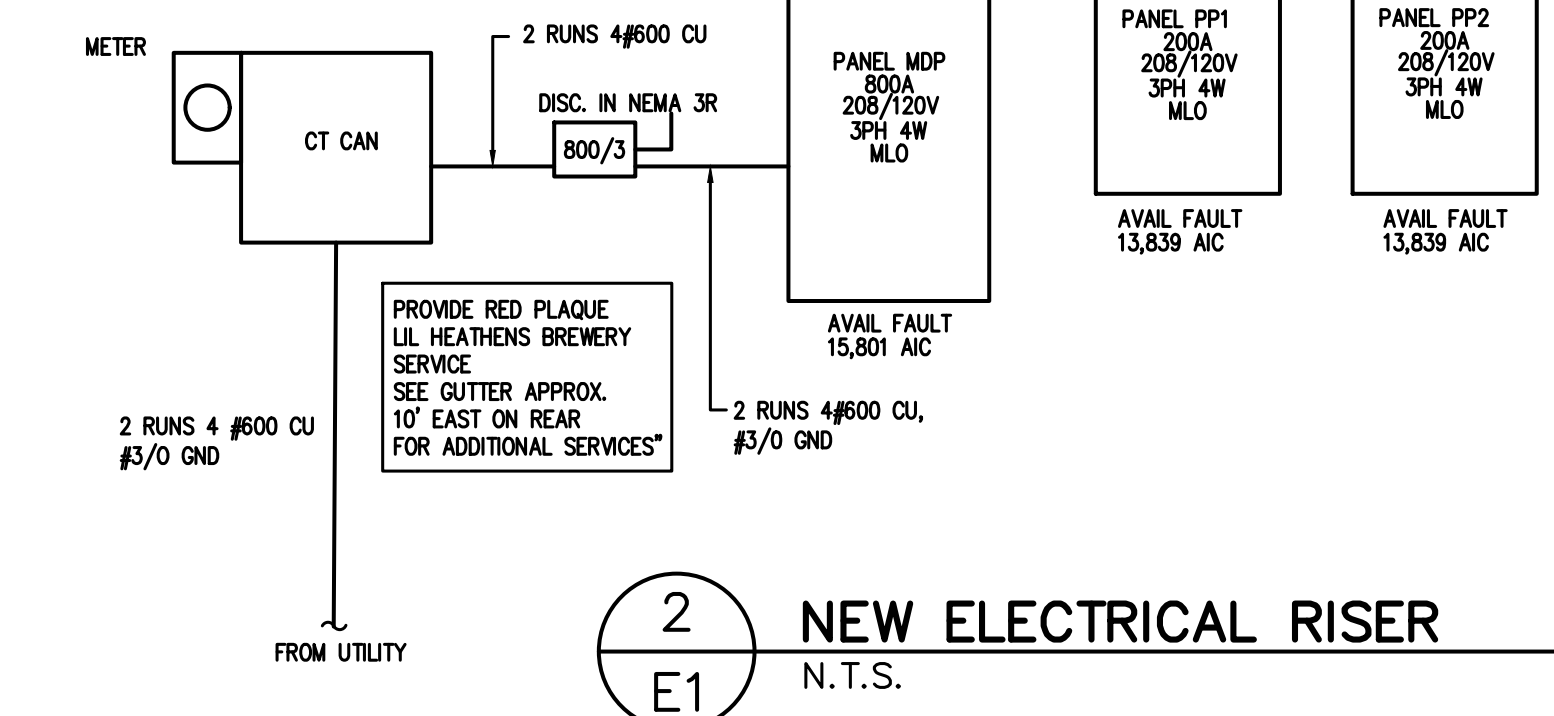 METER
CT CAN
2 RUNS 4#600 CU
DISC. IN NEMA 3R
800/3
PANEL MDP
800A
208/120V
3PH 4W
MLO
AVAIL FAULT
15,801 AIC
PANEL PP1
200A
208/120V
3PH 4W
MLO
AVAIL FAULT
13,839 AIC
PANEL PP2
200A
208/120V
3PH 4W
MLO
AVAIL FAULT
13,839 AIC
PROVIDE RED PLAQUE
LIL HEATHENS BREWERY
SERVICE
SEE GUTTER APPROX.
10' EAST ON REAR
FOR ADDITIONAL SERVICES"
2 RUNS 4#600 CU,
#3/0 GND
2 RUNS 4 #600 CU
#3/0 GND
FROM UTILITY
2
E1
NEW ELECTRICAL RISER
N.T.S.